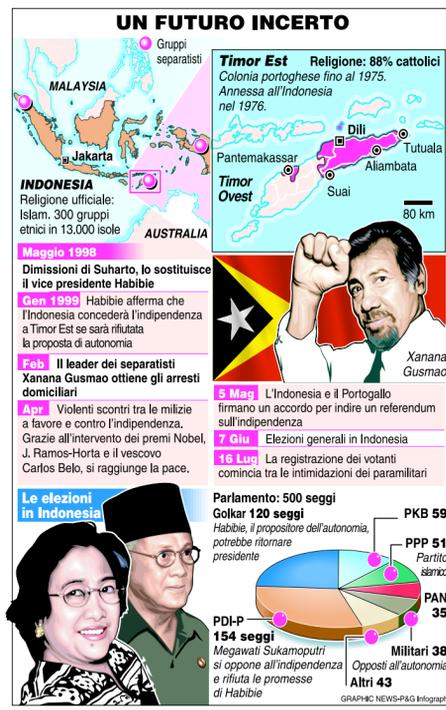 UN FUTURO INCERTO
Gruppi
separatisti
MALAYSIA
Jakarta
INDONESIA
Religione ufficiale:
Islam. 300 gruppi
etnici in 13.000 isole
AUSTRALIA
Timor Est Religione: 88% cattolici
Colonia portoghese fino al 1975.
Annessa all'Indonesia
nel 1976.
Dili
Tutuala
Pantemakassar
Aliambata
Timor
Ovest
Suai
80 km
Maggio 1998
Dimissioni di Suharto, lo sostituisce
il vice presidente Habibie
Gen 1999 Habibie afferma che
l'Indonesia concederà l'indipendenza
a Timor Est se sarà rifiutata
la proposta di autonomia
Feb Il leader dei separatisti
Xanana Gusmao ottiene gli arresti
domiciliari
Apr Violenti scontri tra le milizie
a favore e contro l'indipendenza.
Grazie all'intervento dei premi Nobel,
J. Ramos-Horta e il vescovo
Carlos Belo, si raggiunge la pace.
Xanana
Gusmao
5 Mag L'Indonesia e il Portogallo
firmano un accordo per indire un referendum
sull'indipendenza
7 Giu Elezioni generali in Indonesia
16 Lug La registrazione dei votanti
comincia tra le intimidazioni dei paramilitari
Le elezioni
in Indonesia
Parlamento: 500 seggi
Golkar 120 seggi
Habibie, il propositore dell'autonomia,
potrebbe ritornare
presidente
PKB 59
PPP 51
Partito
islamico
PAN
35
Militari 38
Opposti all'autonomia
Altri 43
PDI-P
154 seggi
Megawati Sukamoputri
si oppone all'indipendenza
e rifiuta le promesse
di Habibie
GRAPHIC NEWS-P&G Infograph